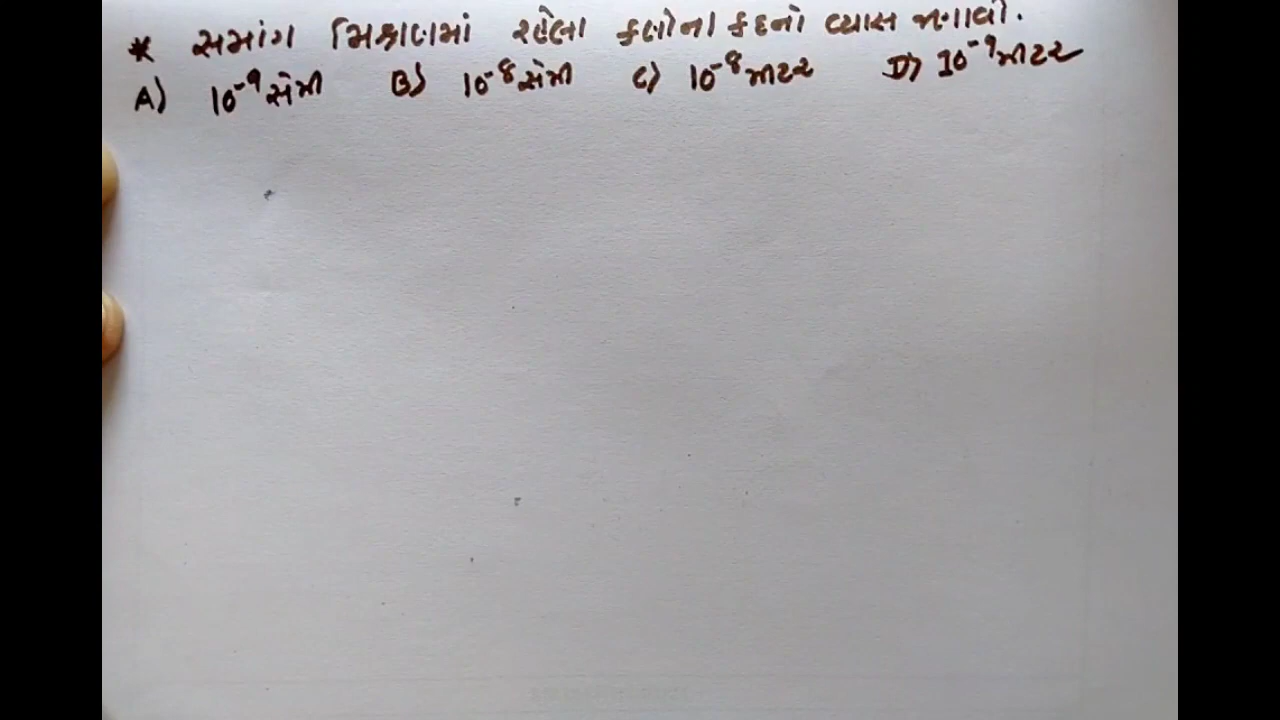 * સમાંગ મિશ્રણમાં રહેલા કણોના કદનો વ્યાસ જણાવો.
A) 10⁻⁹ સેમી B) 10⁻⁸ સેમી C) 10⁻⁸ મીટર D) 10⁻⁹ મીટર